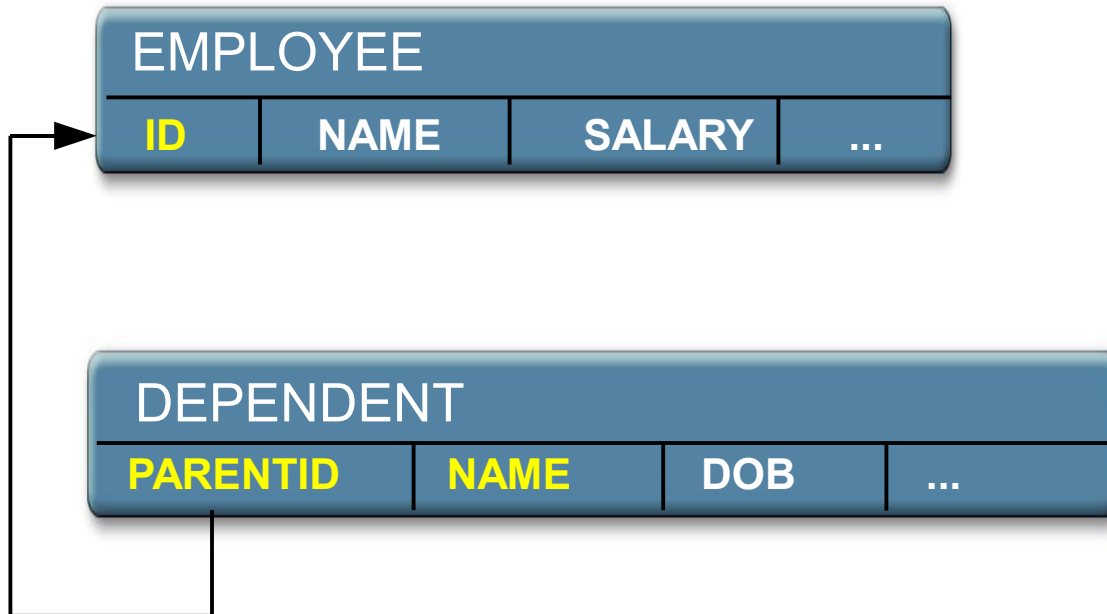 EMPLOYEE
ID NAME SALARY ...
DEPENDENT
PARENTID NAME DOB ...